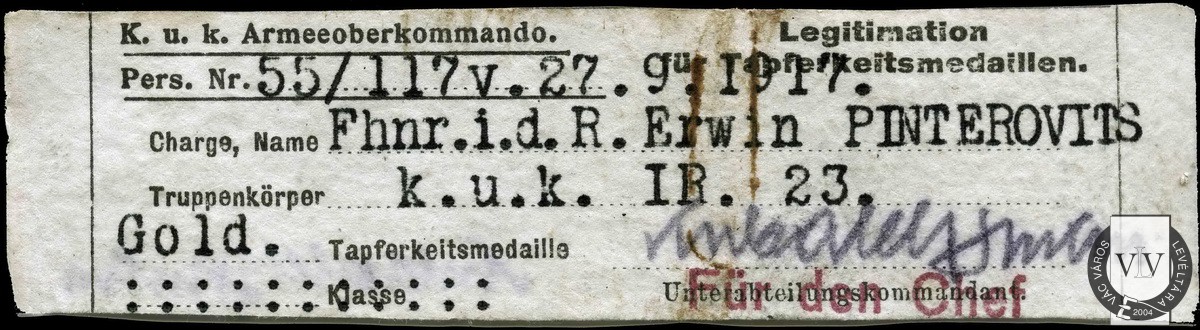 K. u. k. Armeeoberkommando.
Legitimation
für Tapferkeitsmedaillen.
Pers. Nr. 55/117 v. 27. 9. 1917.
Charge, Name Fhnr.i.d.R. Erwin PINTEROVITS
Truppenkörper k.u.k. IR. 23.
Gold. Tapferkeitsmedaille
Klasse
Für den Chef
Unterabteilungskommandant.
VÁC VÁROS LEVÉLTÁRA
VLV
2004